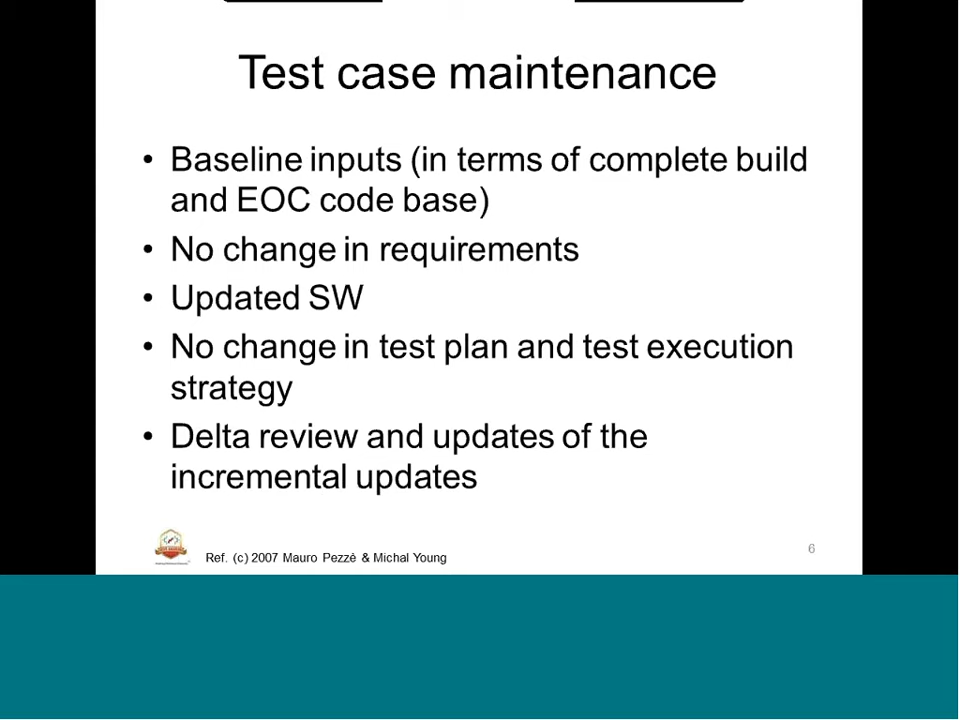 Test case maintenance
• Baseline inputs (in terms of complete build
and EOC code base)
• No change in requirements
• Updated SW
• No change in test plan and test execution
strategy
• Delta review and updates of the
incremental updates
Ref. (c) 2007 Mauro Pezzè & Michal Young
6